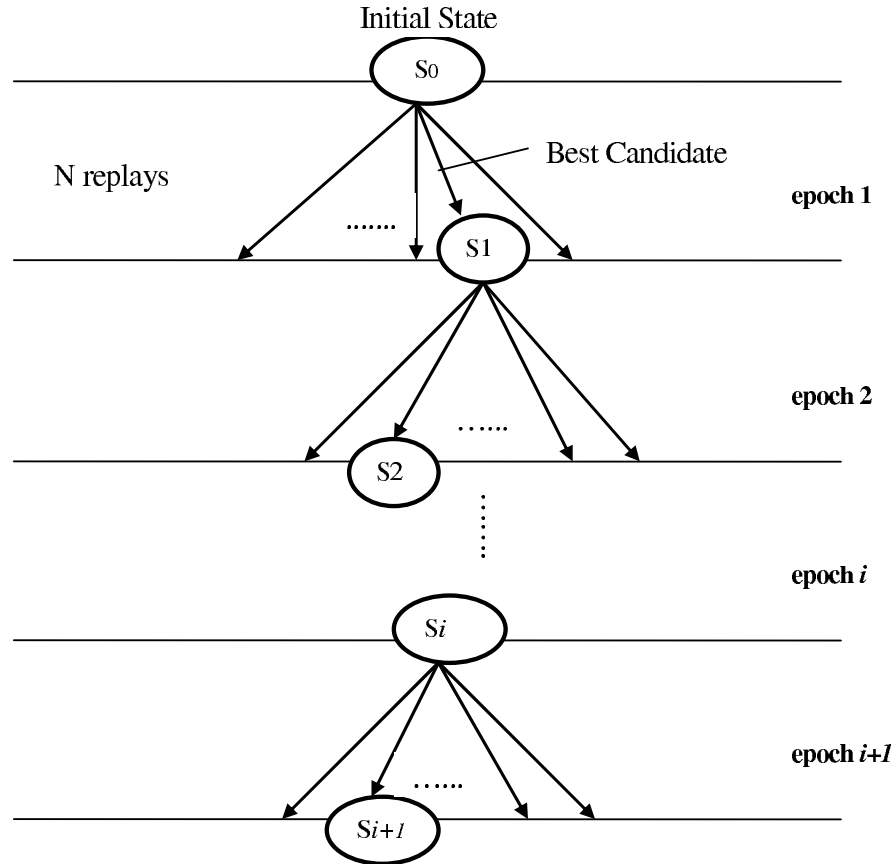 Initial State
S0
Best Candidate
N replays
epoch 1
.......
S1
epoch 2
.......
S2
epoch i
Si
epoch i+1
.......
Si+1